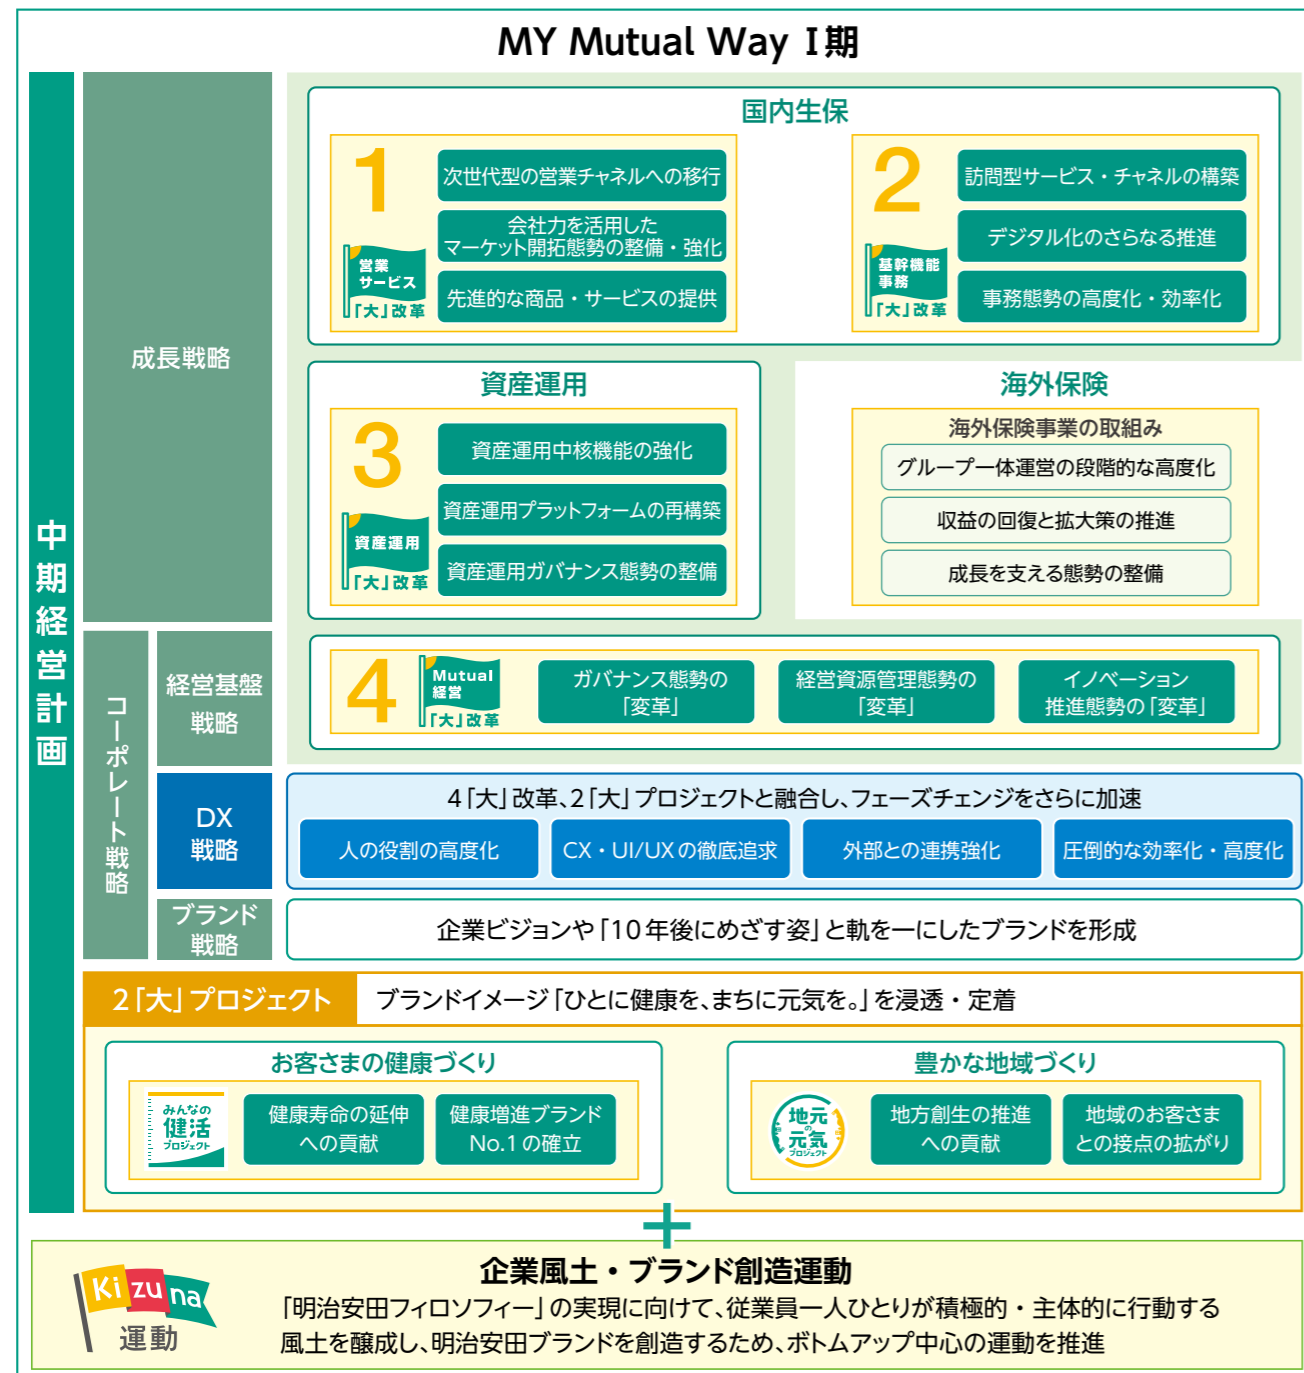 MY Mutual Way Ⅰ期
中期経営計画
成長戦略
国内生保
1
営業
サービス
「大」改革
次世代型の営業チャネルへの移行
会社力を活用した
マーケット開拓態勢の整備・強化
先進的な商品・サービスの提供
2
基幹機能
事務
「大」改革
訪問型サービス・チャネルの構築
デジタル化のさらなる推進
事務態勢の高度化・効率化
資産運用
3
資産運用
「大」改革
資産運用中核機能の強化
資産運用プラットフォームの再構築
資産運用ガバナンス態勢の整備
海外保険
海外保険事業の取組み
グループ一体運営の段階的な高度化
収益の回復と拡大策の推進
成長を支える態勢の整備
コーポレート戦略
経営基盤
戦略
4
Mutual
経営
「大」改革
ガバナンス態勢の
「変革」
経営資源管理態勢の
「変革」
イノベーション
推進態勢の「変革」
DX
戦略
4「大」改革、2「大」プロジェクトと融合し、フェーズチェンジをさらに加速
人の役割の高度化
CX・UI/UXの徹底追求
外部との連携強化
圧倒的な効率化・高度化
ブランド
戦略
企業ビジョンや「10年後にめざす姿」と軌を一にしたブランドを形成
2「大」プロジェクト
ブランドイメージ「ひとに健康を、まちに元気を。」を浸透・定着
お客さまの健康づくり
みんなの
健活
プロジェクト
健康寿命の延伸
への貢献
健康増進ブランド
No.1の確立
豊かな地域づくり
地元
の
元気
プロジェクト
地方創生の推進
への貢献
地域のお客さま
との接点の拡がり
+
Kizuna
運動
企業風土・ブランド創造運動
「明治安田フィロソフィー」の実現に向けて、従業員一人ひとりが積極的・主体的に行動する
風土を醸成し、明治安田ブランドを創造するため、ボトムアップ中心の運動を推進